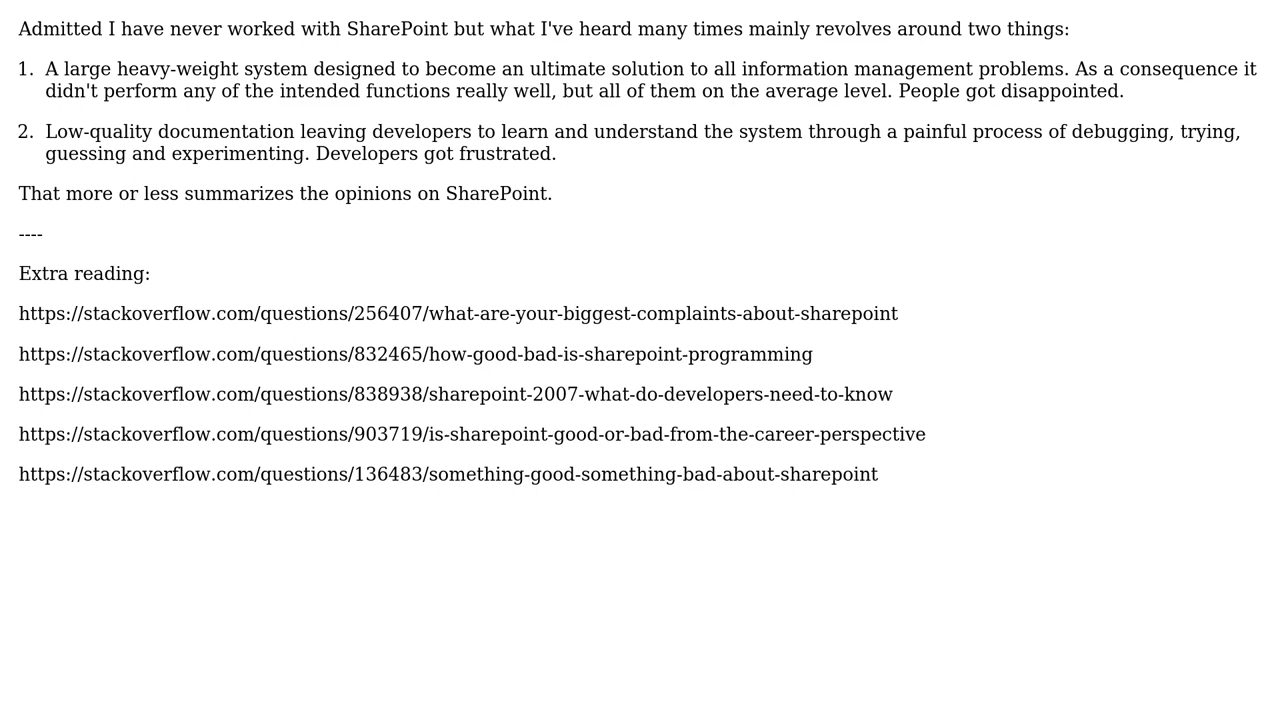 Admitted I have never worked with SharePoint but what I've heard many times mainly revolves around two things:
1. A large heavy-weight system designed to become an ultimate solution to all information management problems. As a consequence it
didn't perform any of the intended functions really well, but all of them on the average level. People got disappointed.
2. Low-quality documentation leaving developers to learn and understand the system through a painful process of debugging, trying,
guessing and experimenting. Developers got frustrated.
That more or less summarizes the opinions on SharePoint.
----
Extra reading:
https://stackoverflow.com/questions/256407/what-are-your-biggest-complaints-about-sharepoint
https://stackoverflow.com/questions/832465/how-good-bad-is-sharepoint-programming
https://stackoverflow.com/questions/838938/sharepoint-2007-what-do-developers-need-to-know
https://stackoverflow.com/questions/903719/is-sharepoint-good-or-bad-from-the-career-perspective
https://stackoverflow.com/questions/136483/something-good-something-bad-about-sharepoint